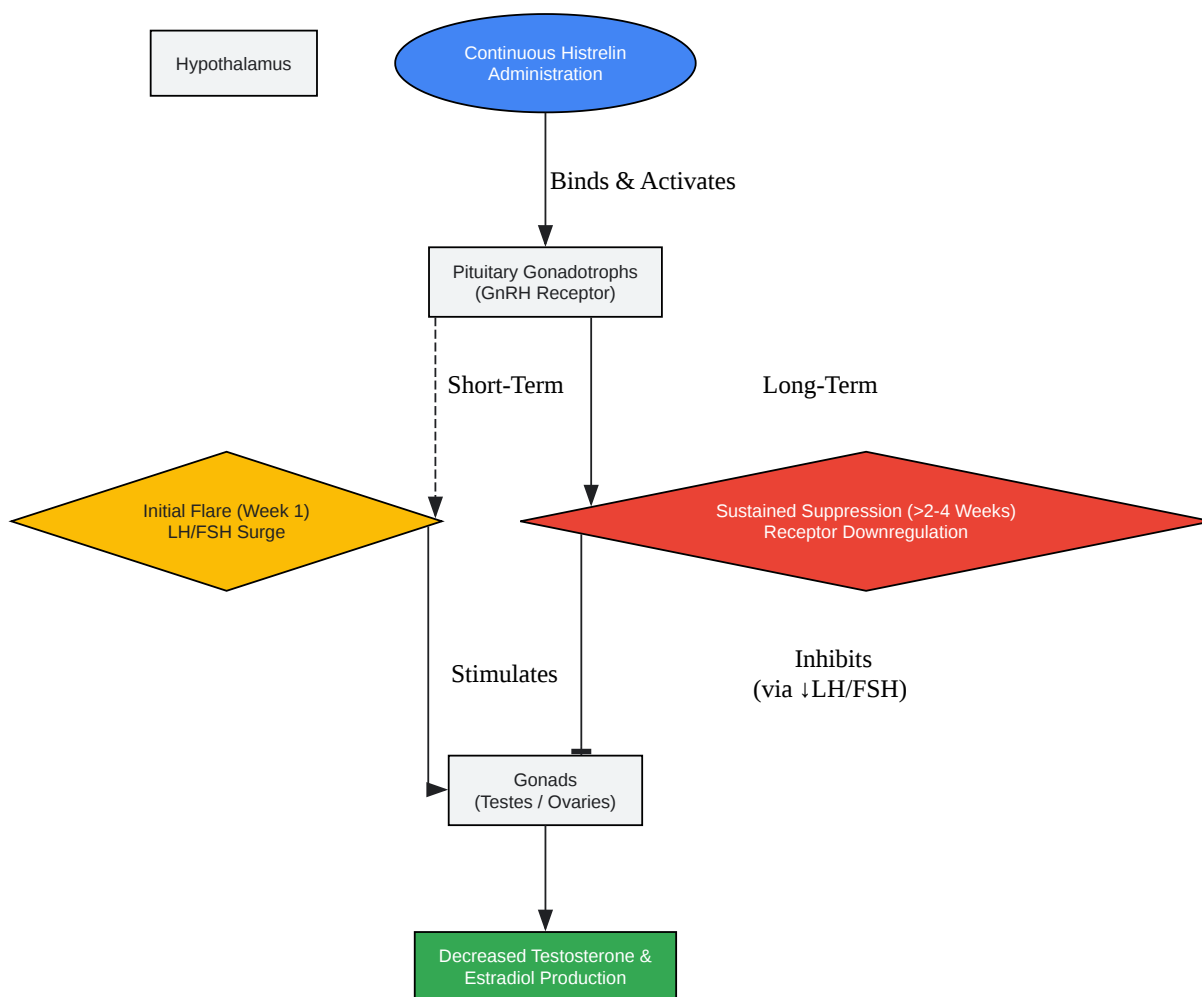 Hypothalamus
Continuous Histrelin
Administration
Binds & Activates
Pituitary Gonadotrophs
(GnRH Receptor)
Short-Term
Long-Term
Initial Flare (Week 1)
LH/FSH Surge
Sustained Suppression (>2-4 Weeks)
Receptor Downregulation
Stimulates
Inhibits
(via ↓LH/FSH)
Gonads
(Testes / Ovaries)
Decreased Testosterone &
Estradiol Production